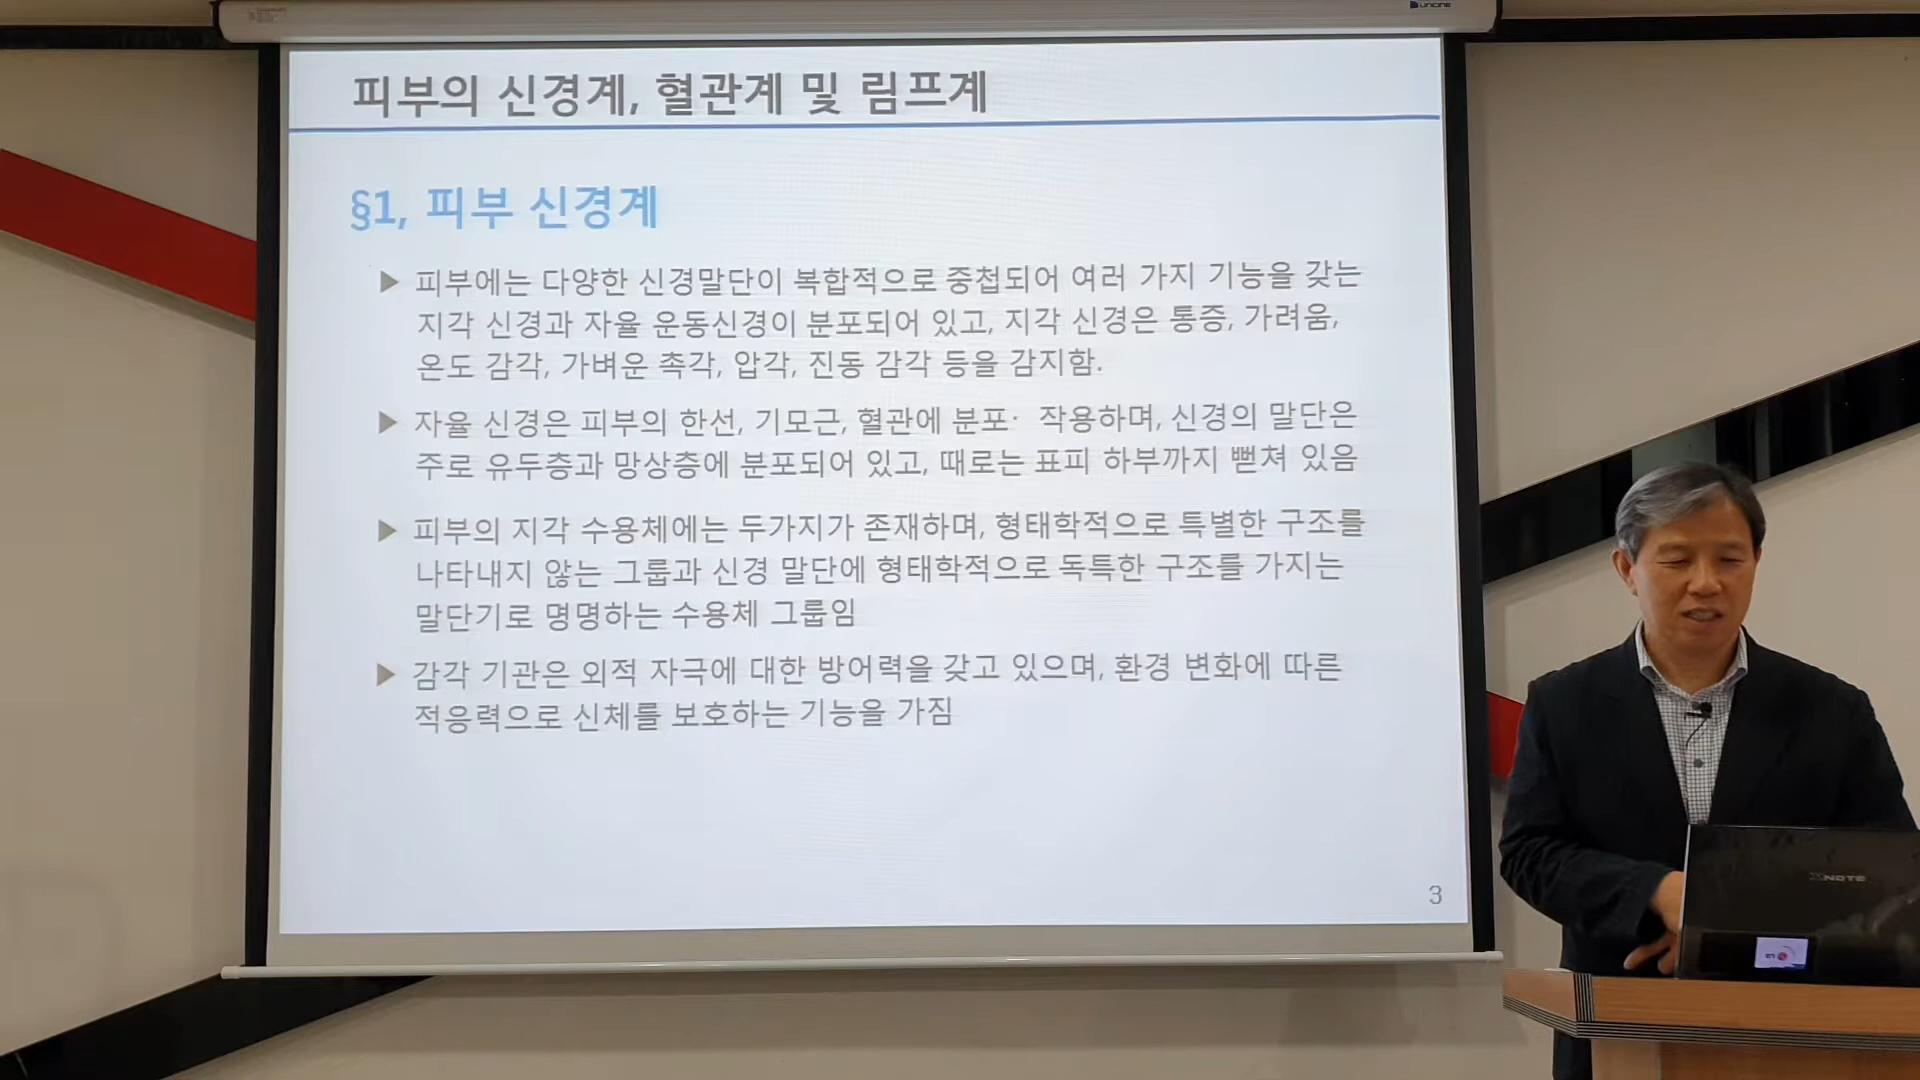 UNICINE
피부의 신경계, 혈관계 및 림프계
§1, 피부 신경계
▶ 피부에는 다양한 신경말단이 복합적으로 중첩되어 여러 가지 기능을 갖는
지각 신경과 자율 운동신경이 분포되어 있고, 지각 신경은 통증, 가려움,
온도 감각, 가벼운 촉각, 압각, 진동 감각 등을 감지함.
▶ 자율 신경은 피부의 한선, 기모근, 혈관에 분포· 작용하며, 신경의 말단은
주로 유두층과 망상층에 분포되어 있고, 때로는 표피 하부까지 뻗쳐 있음
▶ 피부의 지각 수용체에는 두가지가 존재하며, 형태학적으로 특별한 구조를
나타내지 않는 그룹과 신경 말단에 형태학적으로 독특한 구조를 가지는
말단기로 명명하는 수용체 그룹임
▶ 감각 기관은 외적 자극에 대한 방어력을 갖고 있으며, 환경 변화에 따른
적응력으로 신체를 보호하는 기능을 가짐
3
XNOTE